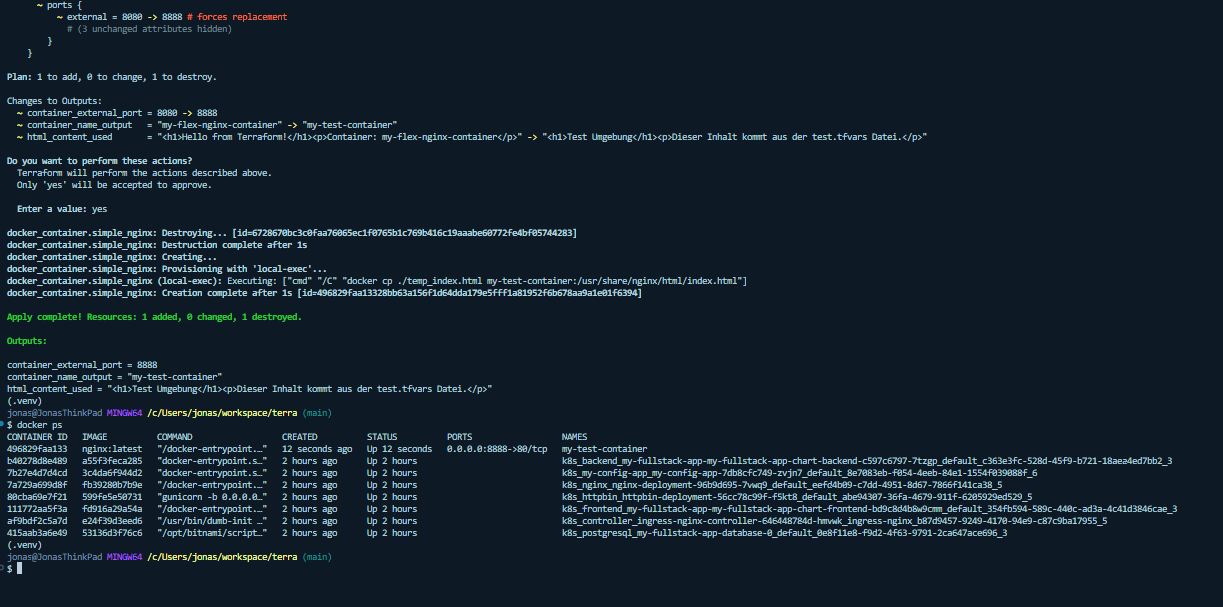 ~ ports {
~ external = 8080 -> 8888 # forces replacement
# (3 unchanged attributes hidden)
}
}
Plan: 1 to add, 0 to change, 1 to destroy.
Changes to Outputs:
~ container_external_port = 8080 -> 8888
~ container_name_output   = "my-flex-nginx-container" -> "my-test-container"
~ html_content_used       = "<h1>Hello from Terraform!</h1><p>Container: my-flex-nginx-container</p>" -> "<h1>Test Umgebung</h1><p>Dieser Inhalt kommt aus der test.tfvars Datei.</p>"
Do you want to perform these actions?
Terraform will perform the actions described above.
Only 'yes' will be accepted to approve.
Enter a value: yes
docker_container.simple_nginx: Destroying... [id=6728670bc3c0faa76065ec1f0765b1c769b416c19aaabe60772fe4bf05744283]
docker_container.simple_nginx: Destruction complete after 1s
docker_container.simple_nginx: Creating...
docker_container.simple_nginx: Provisioning with 'local-exec'...
docker_container.simple_nginx (local-exec): Executing: ["cmd" "/C" "docker cp ./temp_index.html my-test-container:/usr/share/nginx/html/index.html"]
docker_container.simple_nginx: Creation complete after 1s [id=496829faa13328bb63a156f1d64dda179e5fff1a81952f6b678aa9a1e01f6394]
Apply complete! Resources: 1 added, 0 changed, 1 destroyed.
Outputs:
container_external_port = 8888
container_name_output = "my-test-container"
html_content_used = "<h1>Test Umgebung</h1><p>Dieser Inhalt kommt aus der test.tfvars Datei.</p>"
(.venv)
jonas@JonasThinkPad MINGW64 /c/Users/jonas/workspace/terra (main)
$ docker ps
CONTAINER ID   IMAGE          COMMAND                  CREATED          STATUS          PORTS                  NAMES
496829faa133   nginx:latest   "/docker-entrypoint.…"   12 seconds ago   Up 12 seconds   0.0.0.0:8888->80/tcp   my-test-container
b40278d8e489   a55f3feca285   "docker-entrypoint.s…"   2 hours ago      Up 2 hours                             k8s_backend_my-fullstack-app-my-fullstack-app-chart-backend-c597c6797-7tzgp_default_c363e3fc-528d-45f9-b721-18aea4ed7bb2_3
7b27e4d7d4cd   3c4da6f944d2   "docker-entrypoint.s…"   2 hours ago      Up 2 hours                             k8s_my-config-app_my-config-app-7db8cfc749-zvjn7_default_8e7083eb-f054-4eeb-84e1-1554f039088f_6
7a729a699d8f   fb39280b7b9e   "/docker-entrypoint.…"   2 hours ago      Up 2 hours                             k8s_nginx_nginx-deployment-96b9d695-7vwq9_default_eefd4b09-c7dd-4951-8d67-7866f141ca38_5
80cba69e7f21   599fe5e50731   "gunicorn -b 0.0.0.0…"   2 hours ago      Up 2 hours                             k8s_httpbin_httpbin-deployment-56cc78c99f-f5kt8_default_abe94307-36fa-4679-911f-6205929ed529_5
111772aa5f3a   fd916a29a54a   "/docker-entrypoint.…"   2 hours ago      Up 2 hours                             k8s_frontend_my-fullstack-app-my-fullstack-app-chart-frontend-bd9c8d4b8w9cmm_default_354fb594-589c-440c-ad3a-4c41d3846cae_3
af9bdf2c5a7d   e24f39d3eed6   "/usr/bin/dumb-init …"   2 hours ago      Up 2 hours                             k8s_controller_ingress-nginx-controller-646448784d-hmvwk_ingress-nginx_b87d9457-9249-4170-94e9-c87c9ba17955_5
415aab3a6e49   53136d3f76c6   "/opt/bitnami/script…"   2 hours ago      Up 2 hours                             k8s_postgresql_my-fullstack-app-database-0_default_0e8f11e8-f9d2-4f63-9791-2ca647ace696_3
(.venv)
jonas@JonasThinkPad MINGW64 /c/Users/jonas/workspace/terra (main)
$